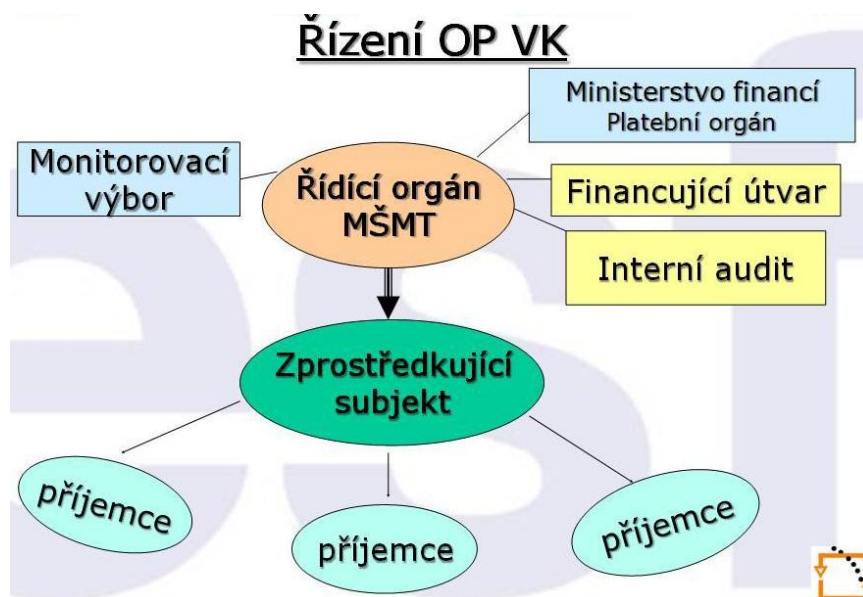 Řízení OP VK
Ministerstvo financí
Platební orgán
Monitorovací
výbor
Řídící orgán
MŠMT
Financující útvar
Interní audit
Zprostředkující
subjekt
příjemce
příjemce
příjemce